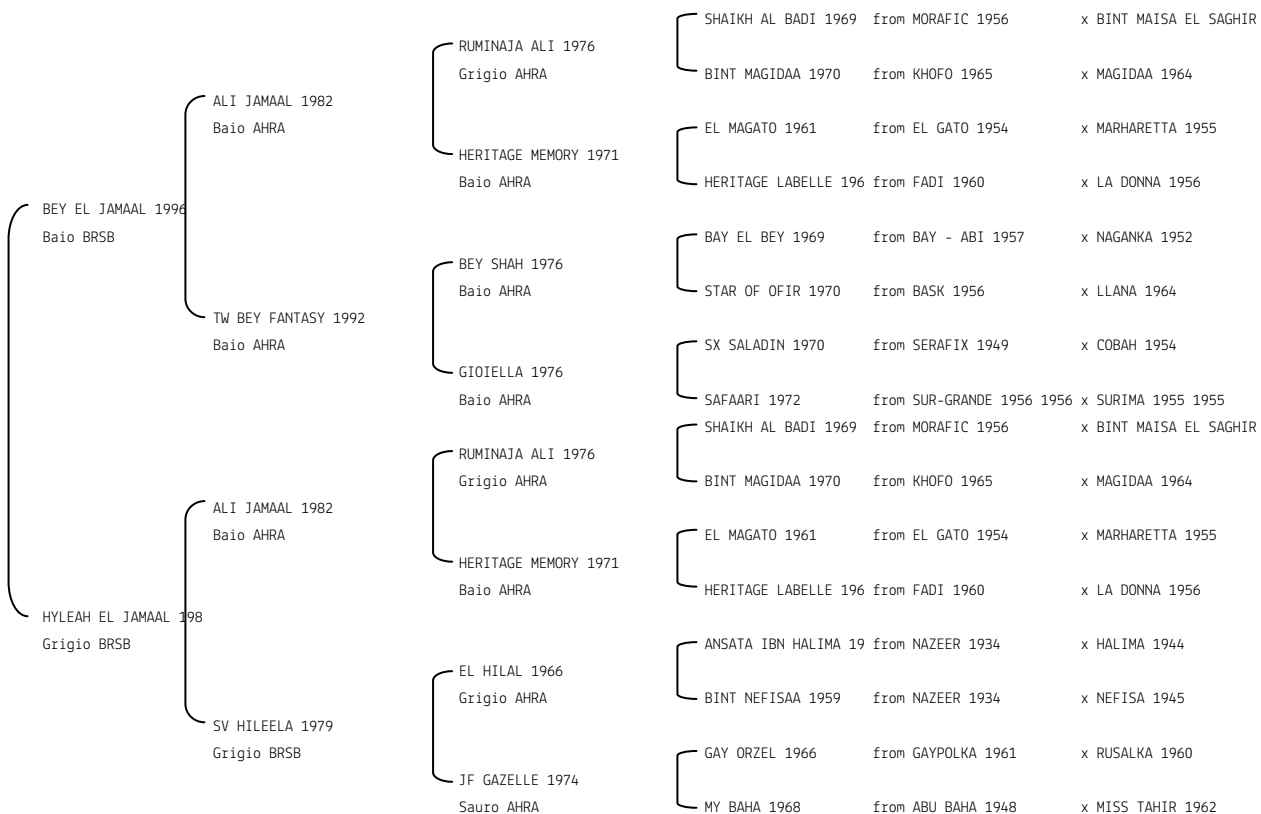 SHAIKH AL BADI 1969 from MORAFIC 1956 x BINT MAISA EL SAGHIR
RUMINAJA ALI 1976
Grigio AHRA
BINT MAGIDAA 1970 from KHOFO 1965 x MAGIDAA 1964
ALI JAMAAL 1982
Baio AHRA
EL MAGATO 1961 from EL GATO 1954 x MARHARETTA 1955
HERITAGE MEMORY 1971
Baio AHRA
HERITAGE LABELLE 196 from FADI 1960 x LA DONNA 1956
BEY EL JAMAAL 1996
Baio BRSB
BAY EL BEY 1969 from BAY - ABI 1957 x NAGANKA 1952
BEY SHAH 1976
Baio AHRA
STAR OF OFIR 1970 from BASK 1956 x LLANA 1964
TW BEY FANTASY 1992
Baio AHRA
SX SALADIN 1970 from SERAFIX 1949 x COBAH 1954
GIOIELLA 1976
Baio AHRA
SAFAARI 1972 from SUR-GRANDE 1956 1956 x SURIMA 1955 1955
SHAIKH AL BADI 1969 from MORAFIC 1956 x BINT MAISA EL SAGHIR
RUMINAJA ALI 1976
Grigio AHRA
BINT MAGIDAA 1970 from KHOFO 1965 x MAGIDAA 1964
ALI JAMAAL 1982
Baio AHRA
EL MAGATO 1961 from EL GATO 1954 x MARHARETTA 1955
HERITAGE MEMORY 1971
Baio AHRA
HERITAGE LABELLE 196 from FADI 1960 x LA DONNA 1956
HYLEAH EL JAMAAL 198
Grigio BRSB
ANSATA IBN HALIMA 19 from NAZEER 1934 x HALIMA 1944
EL HILAL 1966
Grigio AHRA
BINT NEFISAA 1959 from NAZEER 1934 x NEFISA 1945
SV HILEELA 1979
Grigio BRSB
GAY ORZEL 1966 from GAYPOLKA 1961 x RUSALKA 1960
JF GAZELLE 1974
Sauro AHRA
MY BAHA 1968 from ABU BAHA 1948 x MISS TAHIR 1962